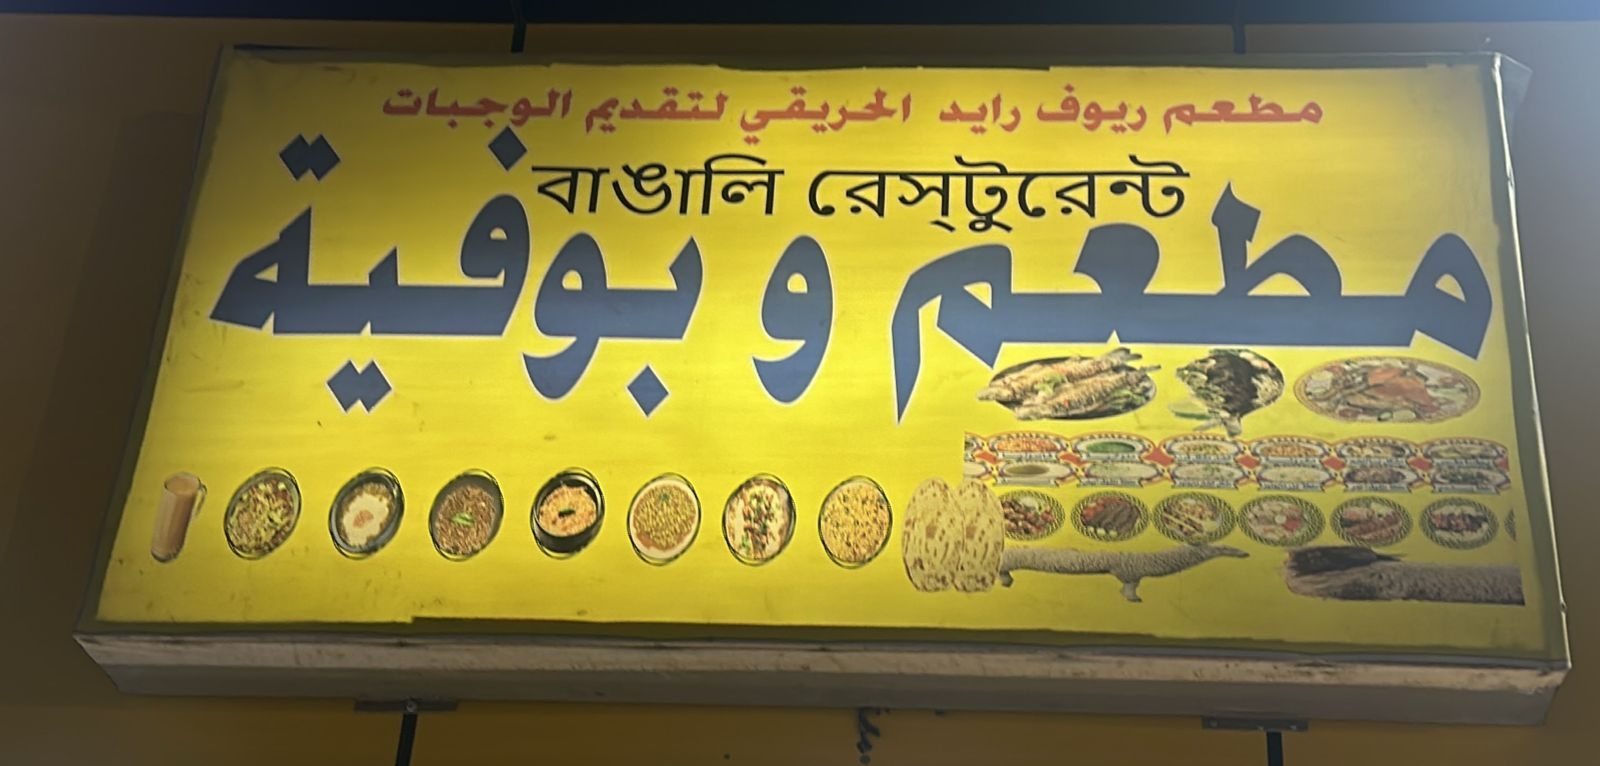 مطعم ريوف رايد الحريقي لتقديم الوجبات
বাঙালি রেস্টুরেন্ট
مطعم و بوفية